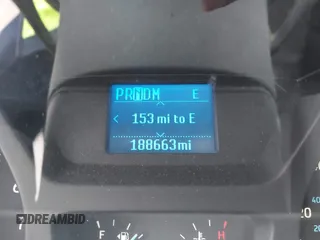 PRNDM E
< 153 mi to E
188663mi
F H
DREAMBID